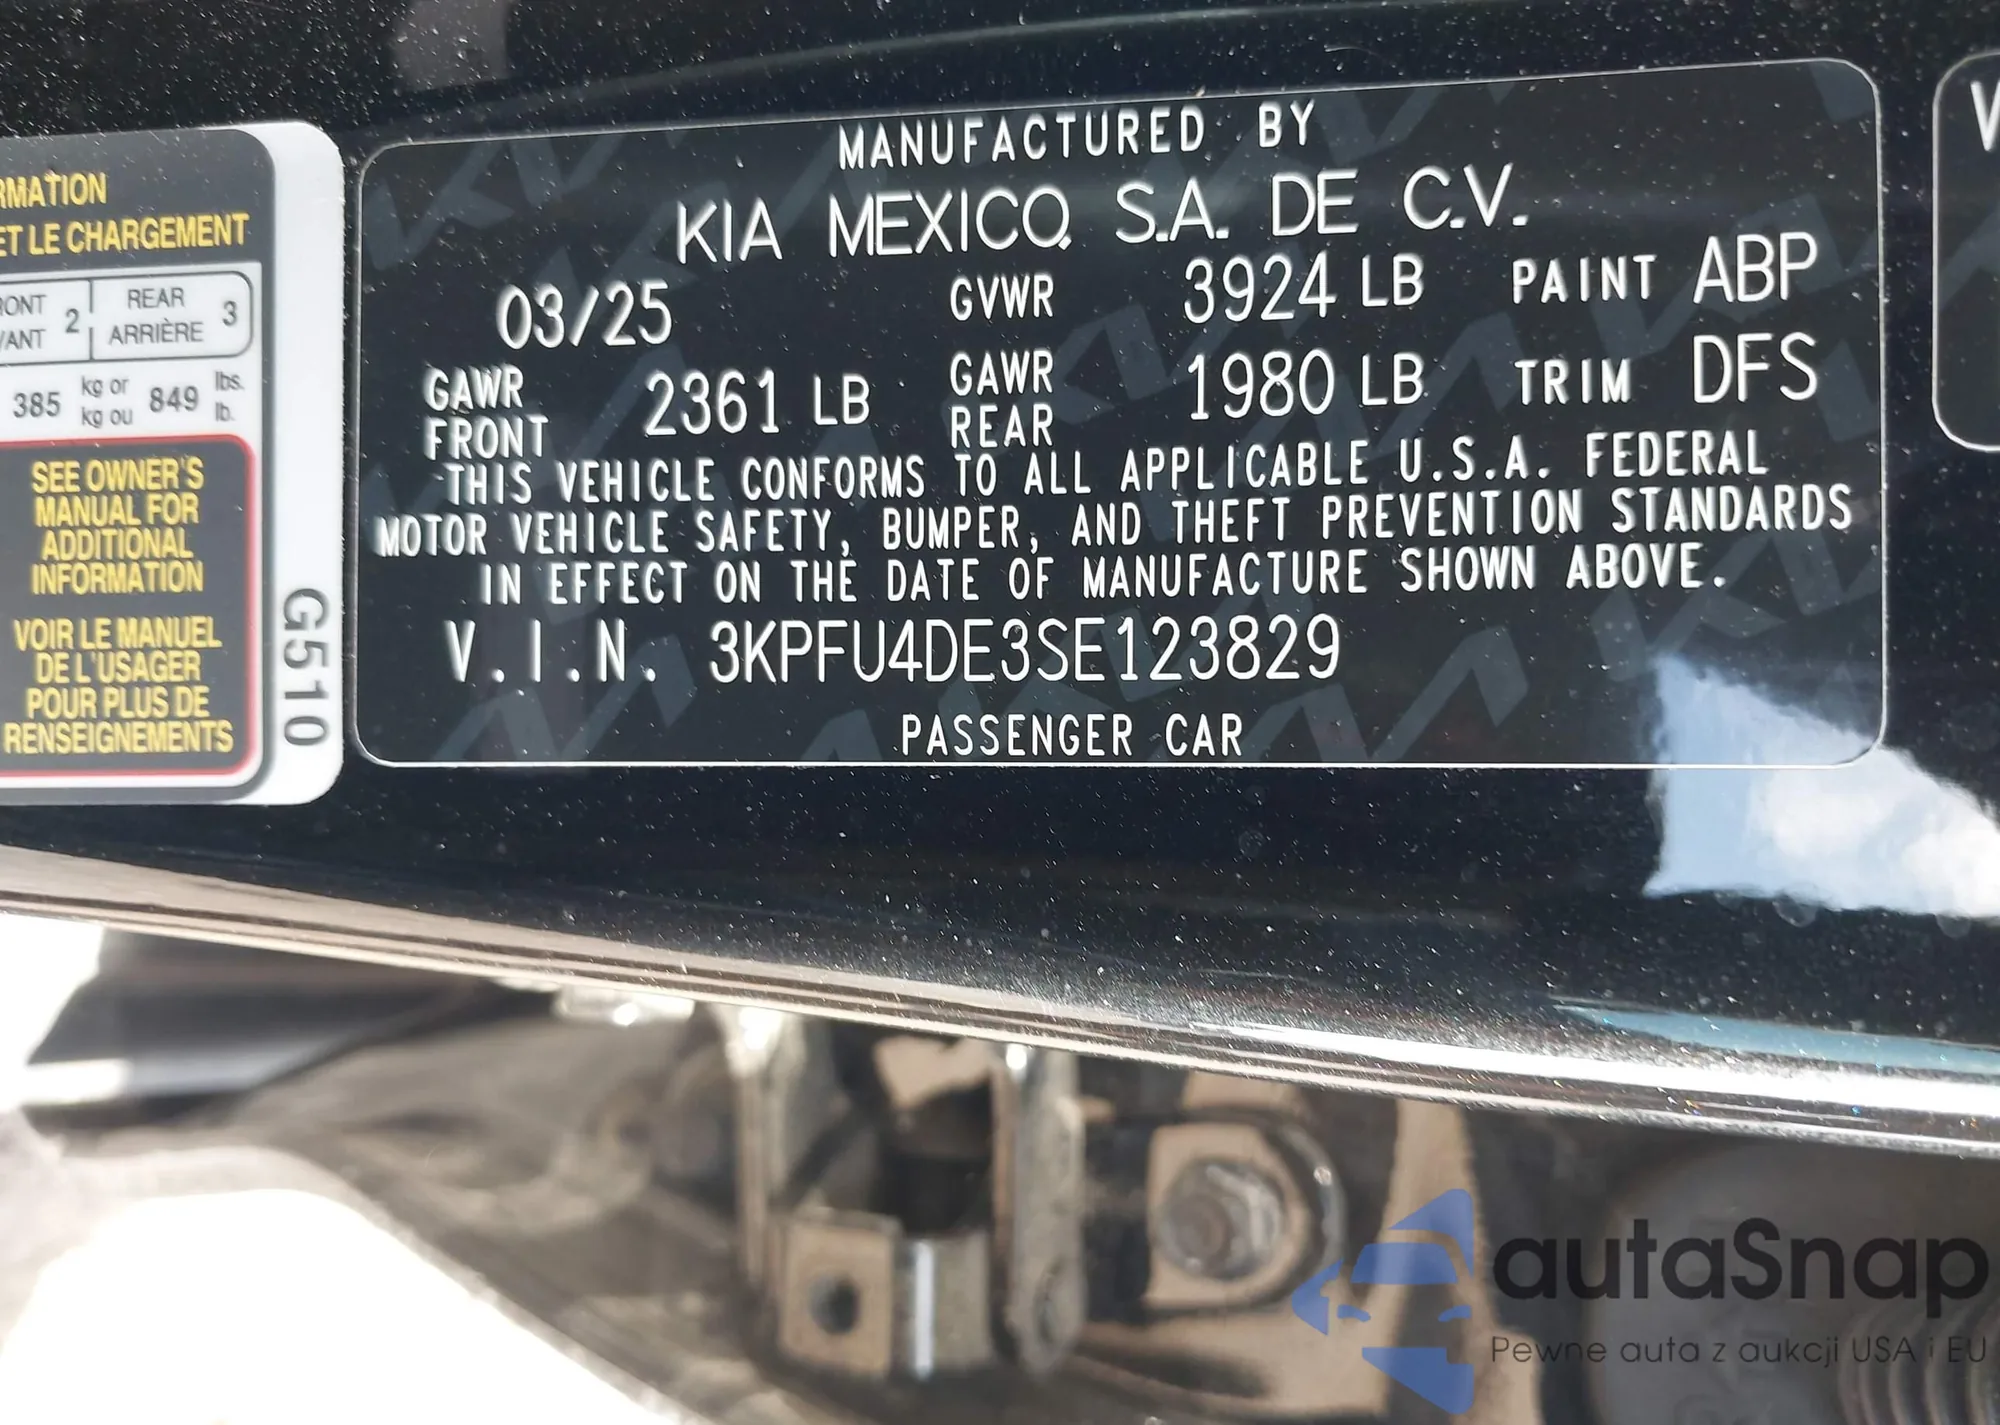 RMATION
ET LE CHARGEMENT
RONT
VANT 2
REAR
ARRIÈRE 3
385 kg or 849 lbs.
kg ou lb.
SEE OWNER'S
MANUAL FOR
ADDITIONAL
INFORMATION
VOIR LE MANUEL
DE L'USAGER
POUR PLUS DE
RENSEIGNEMENTS
G510
MANUFACTURED BY
KIA MEXICO, S.A. DE C.V.
03/25 GVWR 3924 LB PAINT ABP
GAWR FRONT 2361 LB GAWR REAR 1980 LB TRIM DFS
THIS VEHICLE CONFORMS TO ALL APPLICABLE U.S.A. FEDERAL
MOTOR VEHICLE SAFETY, BUMPER, AND THEFT PREVENTION STANDARDS
IN EFFECT ON THE DATE OF MANUFACTURE SHOWN ABOVE.
V.I.N. 3KPFU4DE3SE123829
PASSENGER CAR
V
autaSnap
Pewne auta z aukcji USA i EU